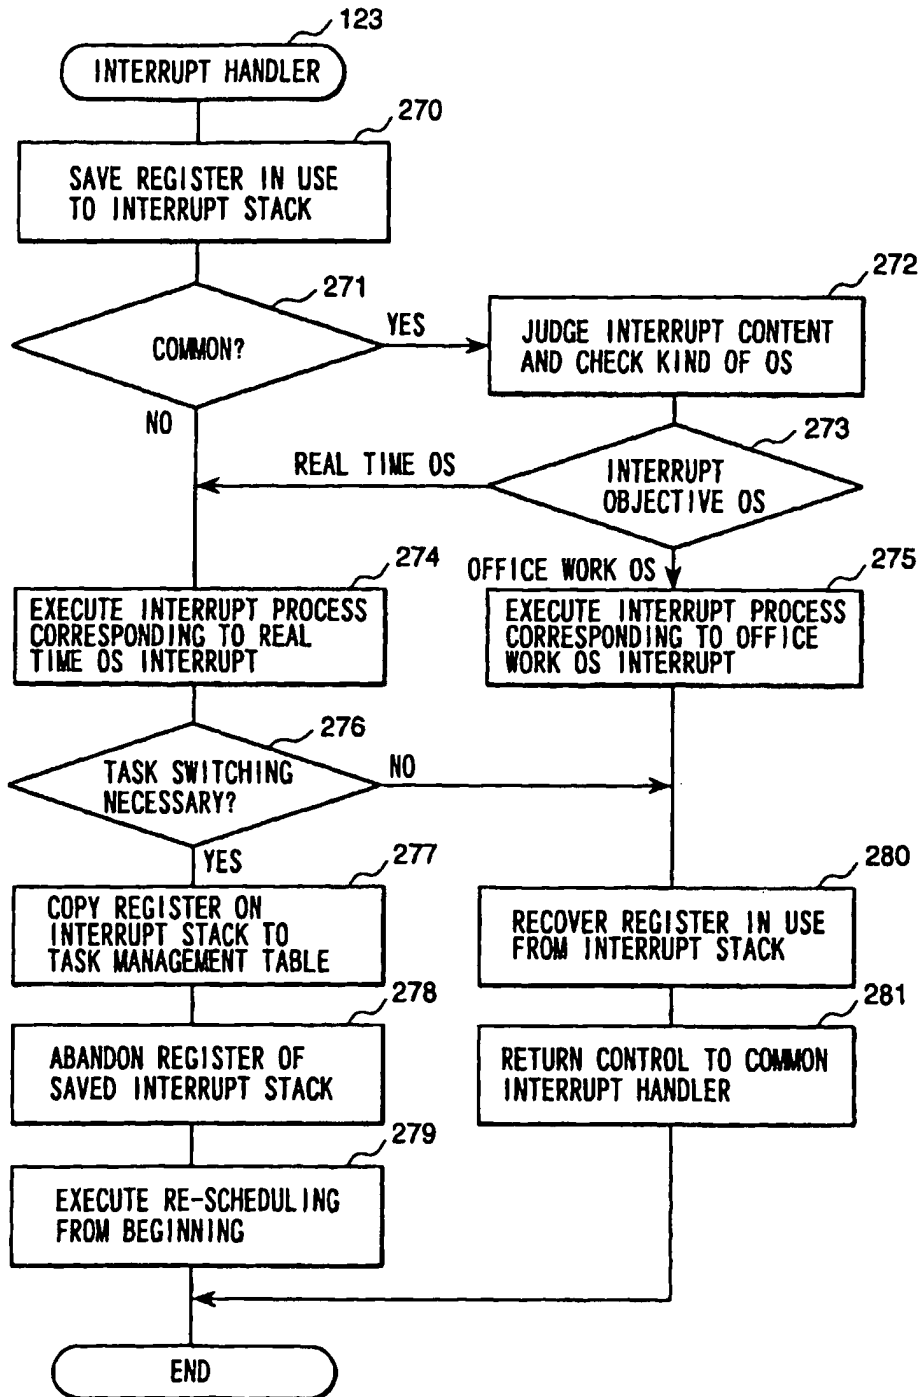 123
INTERRUPT HANDLER
270
SAVE REGISTER IN USE
TO INTERRUPT STACK
271
COMMON?
YES
NO
272
JUDGE INTERRUPT CONTENT
AND CHECK KIND OF OS
273
INTERRUPT
OBJECTIVE OS
REAL TIME OS
OFFICE WORK OS
274
EXECUTE INTERRUPT PROCESS
CORRESPONDING TO REAL
TIME OS INTERRUPT
275
EXECUTE INTERRUPT PROCESS
CORRESPONDING TO OFFICE
WORK OS INTERRUPT
276
TASK SWITCHING
NECESSARY?
NO
YES
277
COPY REGISTER ON
INTERRUPT STACK TO
TASK MANAGEMENT TABLE
280
RECOVER REGISTER IN USE
FROM INTERRUPT STACK
278
ABANDON REGISTER OF
SAVED INTERRUPT STACK
281
RETURN CONTROL TO COMMON
INTERRUPT HANDLER
279
EXECUTE RE-SCHEDULING
FROM BEGINNING
END